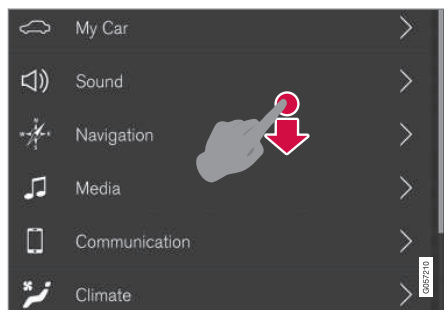 My Car
Sound
Navigation
Media
Communication
Climate
G057210